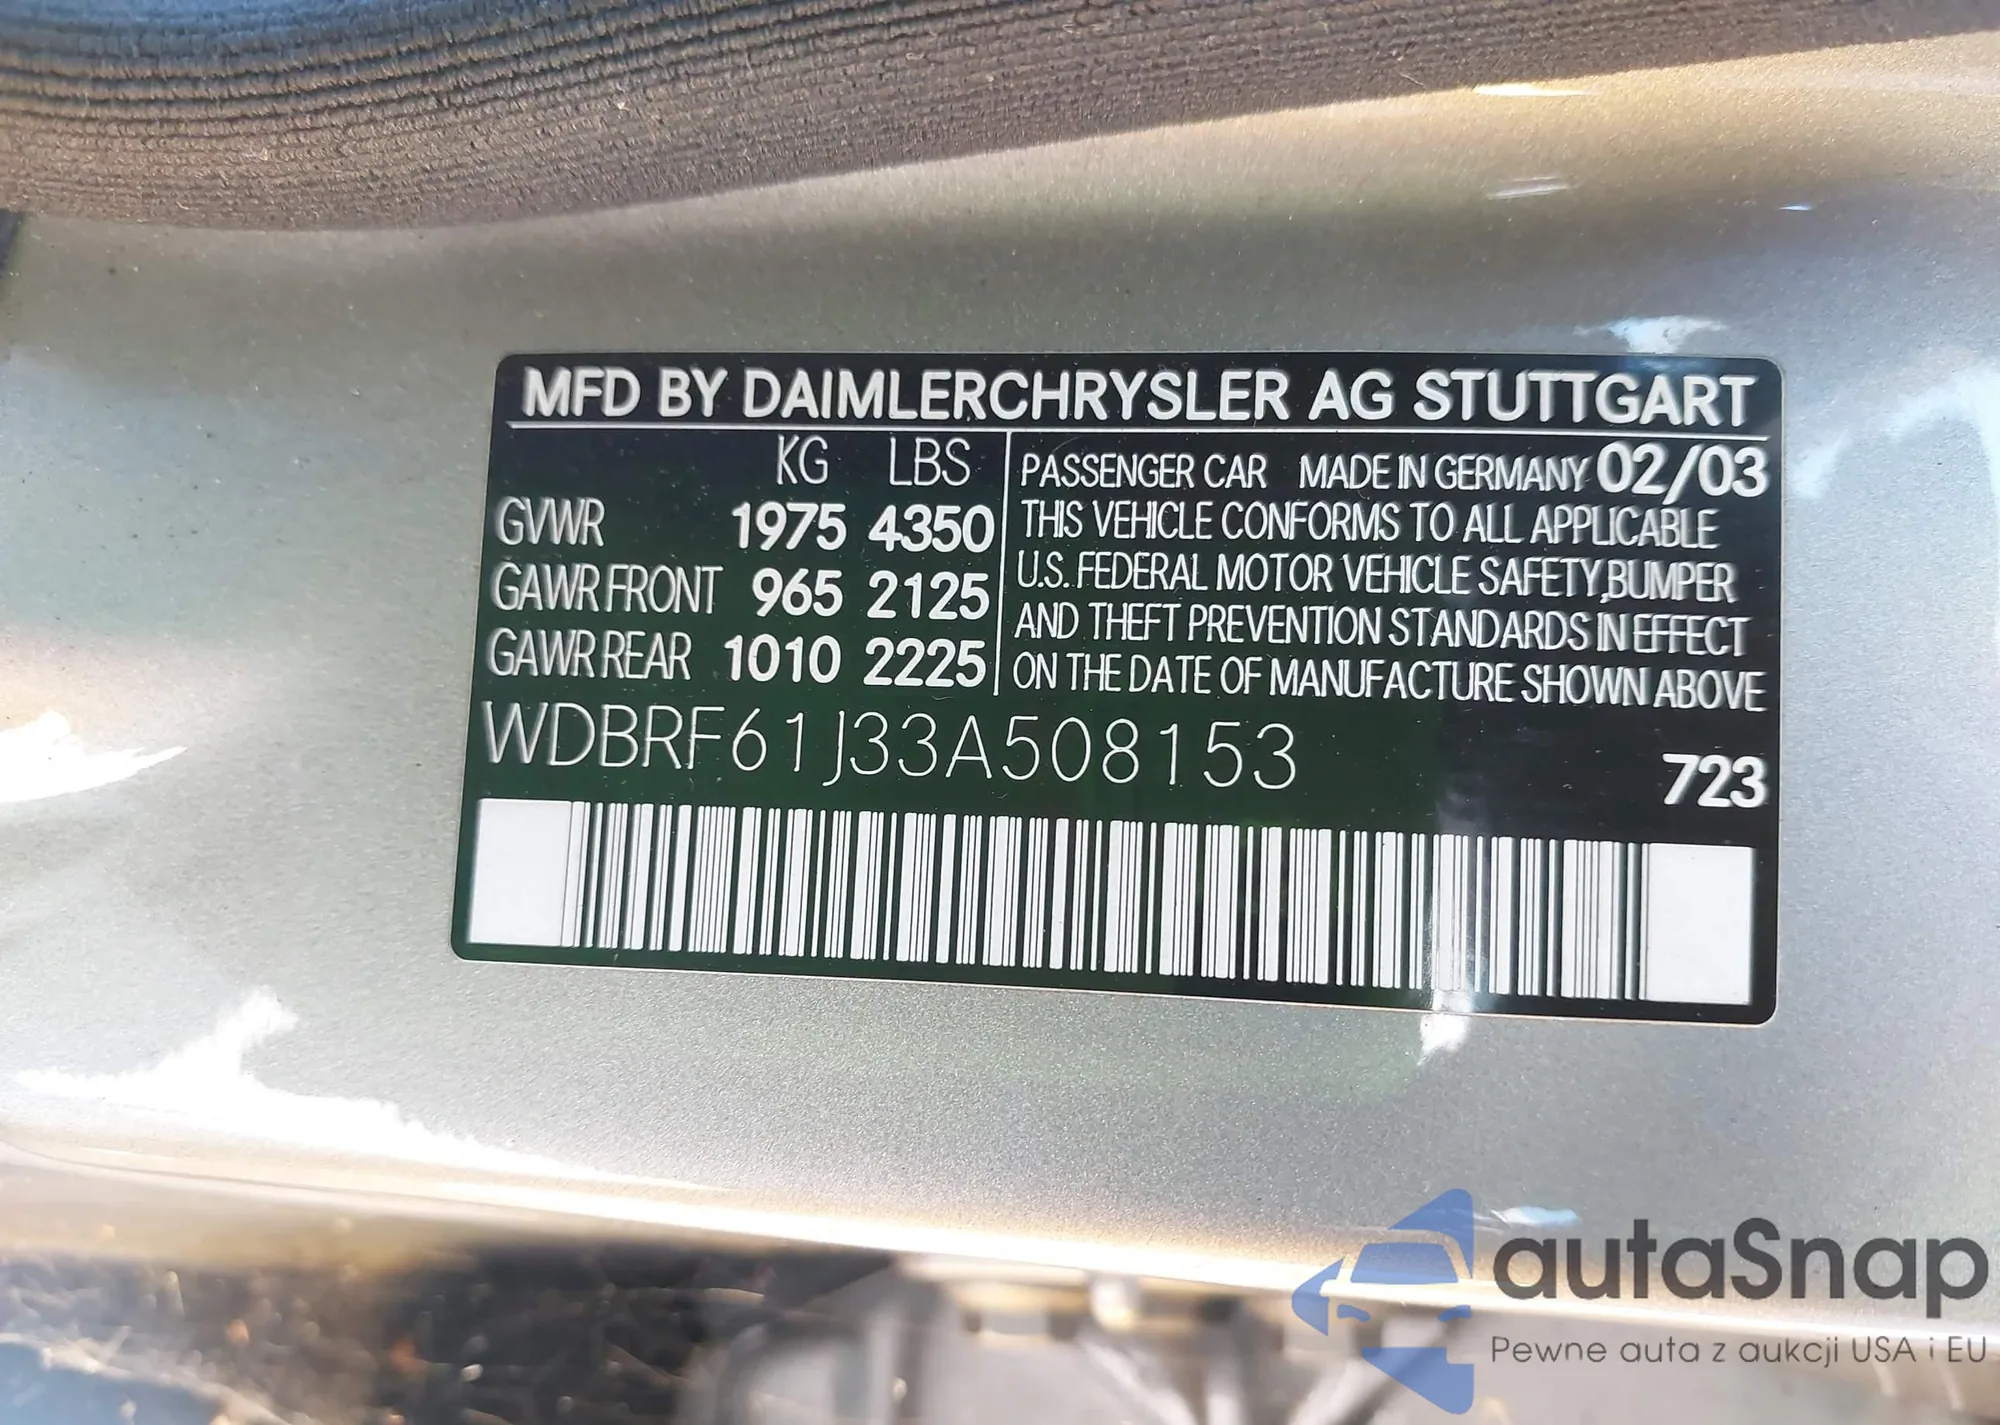 MFD BY DAIMLERCHRYSLER AG STUTTGART
KG LBS
GVWR 1975 4350
GAWR FRONT 965 2125
GAWR REAR 1010 2225
PASSENGER CAR MADE IN GERMANY 02/03
THIS VEHICLE CONFORMS TO ALL APPLICABLE
U.S. FEDERAL MOTOR VEHICLE SAFETY,BUMPER
AND THEFT PREVENTION STANDARDS IN EFFECT
ON THE DATE OF MANUFACTURE SHOWN ABOVE
WDBRF61J33A508153
723
autaSnap
Pewne auta z aukcji USA i EU